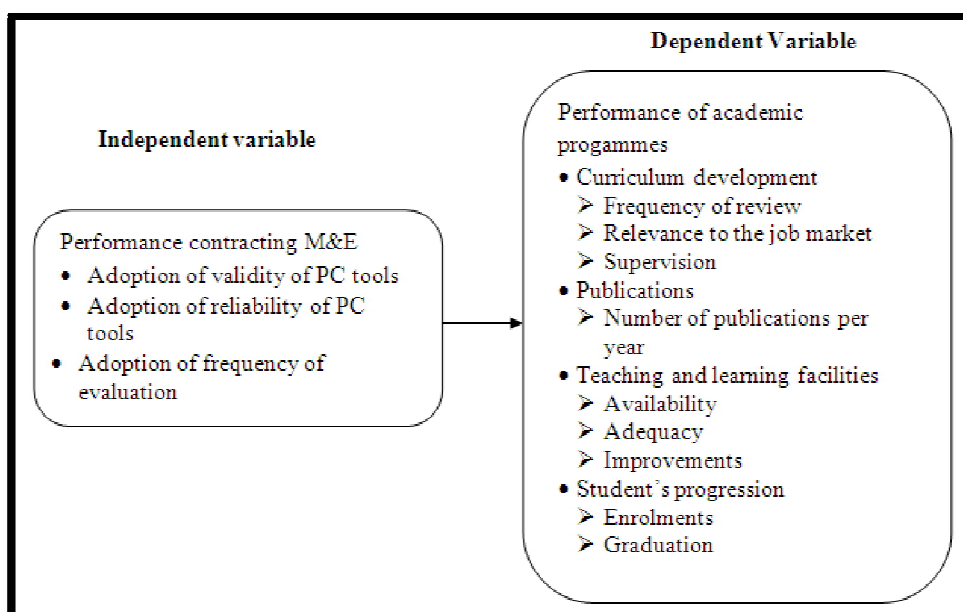 Independent variable
Performance contracting M&E
• Adoption of validity of PC tools
• Adoption of reliability of PC
tools
• Adoption of frequency of
evaluation
Dependent Variable
Performance of academic
progammes
• Curriculum development
➢ Frequency of review
➢ Relevance to the job market
➢ Supervision
• Publications
➢ Number of publications per
year
• Teaching and learning facilities
➢ Availability
➢ Adequacy
➢ Improvements
• Student’s progression
➢ Enrolments
➢ Graduation